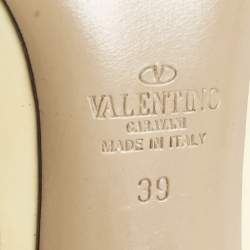 VALENTINO
GARAVANI
MADE IN ITALY
39